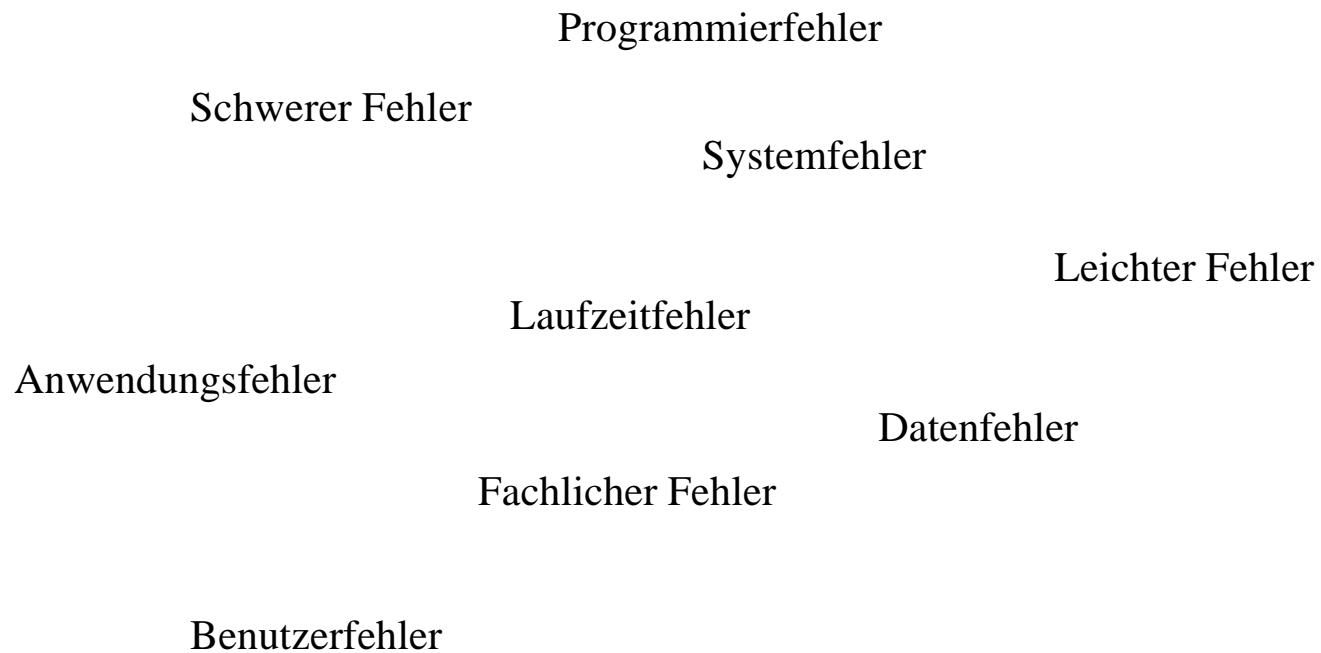 Programmierfehler
Schwerer Fehler
Systemfehler
Leichter Fehler
Laufzeitfehler
Anwendungsfehler
Datenfehler
Fachlicher Fehler
Benutzerfehler